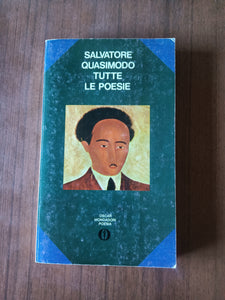 SALVATORE
QUASIMODO
TUTTE
LE POESIE
OSCAR
MONDADORI
POESIA